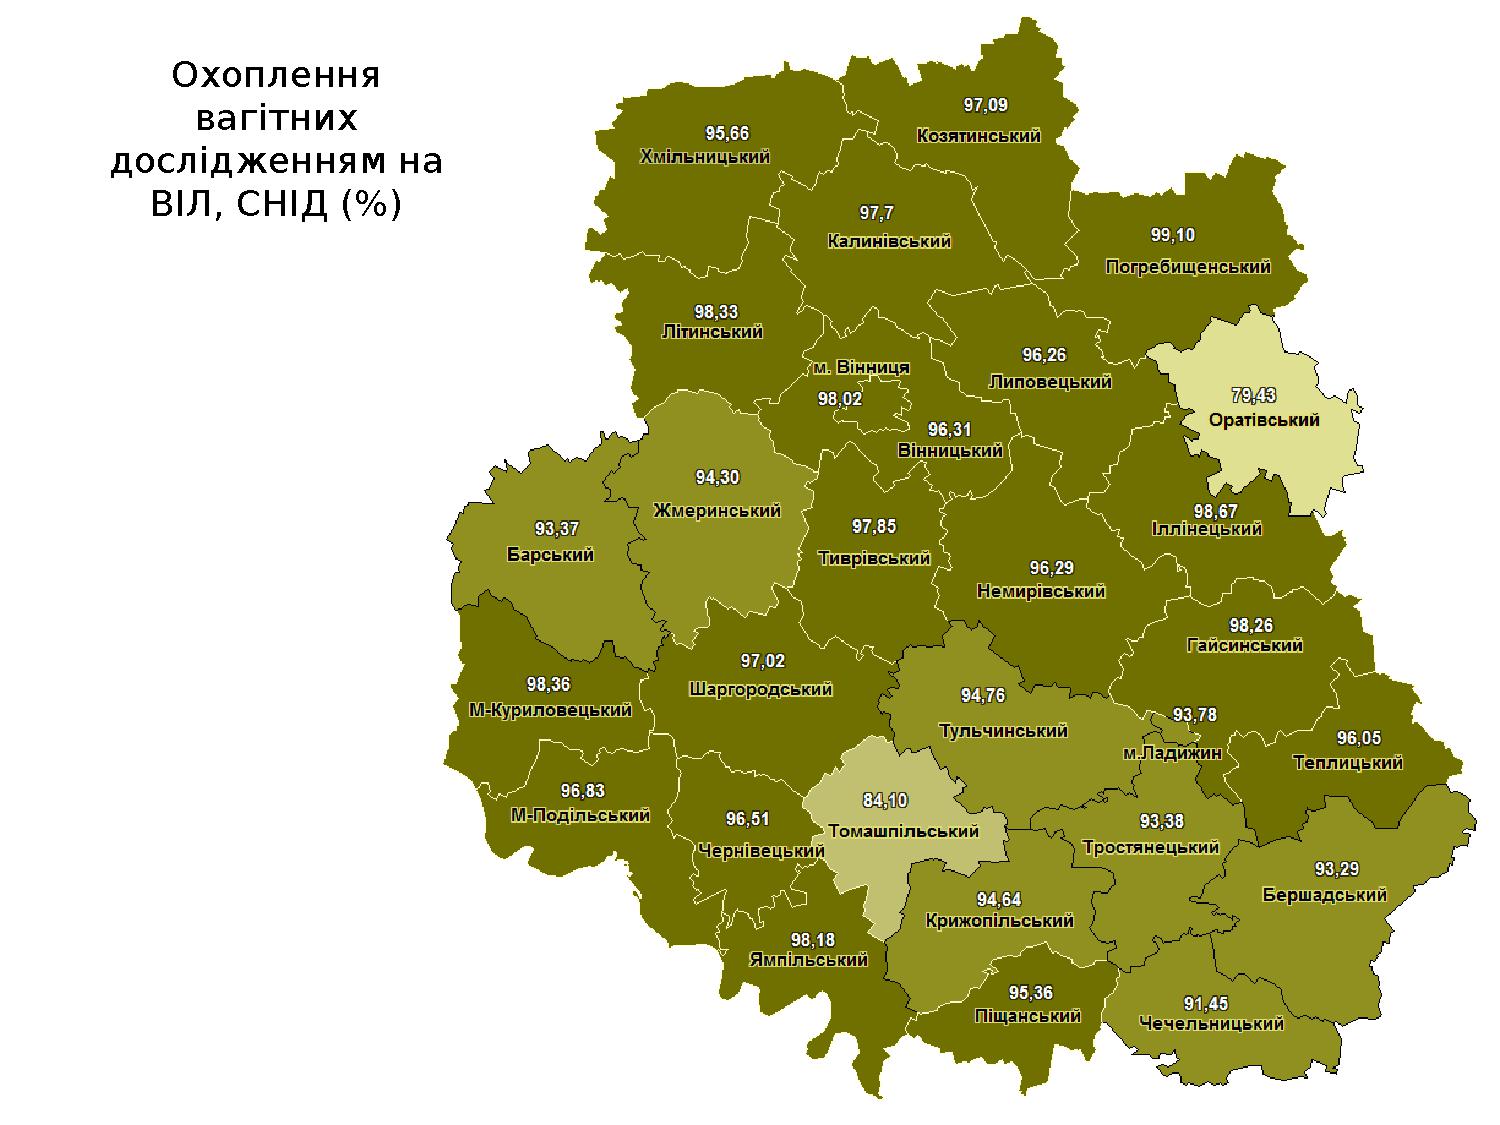 Охоплення
вагітних
дослідженням на
ВІЛ, СНІД (%)
97,09
Козятинський
95,66
Хмільницький
97,7
Калинівський
99,10
Погребищенський
98,33
Літинський
м. Вінниця
98,02
96,26
Липовецький
79,43
Оратівський
96,31
Вінницький
94,30
Жмеринський
93,37
Барський
97,85
Тиврівський
98,67
Іллінецький
96,29
Немирівський
98,26
Гайсинський
97,02
Шаргородський
98,36
М-Куриловецький
94,76
Тульчинський
93,78
м.Ладижин
96,05
Теплицький
96,83
М-Подільський
96,51
Чернівецький
84,10
Томашпільський
93,38
Тростянецький
93,29
Бершадський
94,64
Крижопільський
98,18
Ямпільський
95,36
Піщанський
91,45
Чечельницький